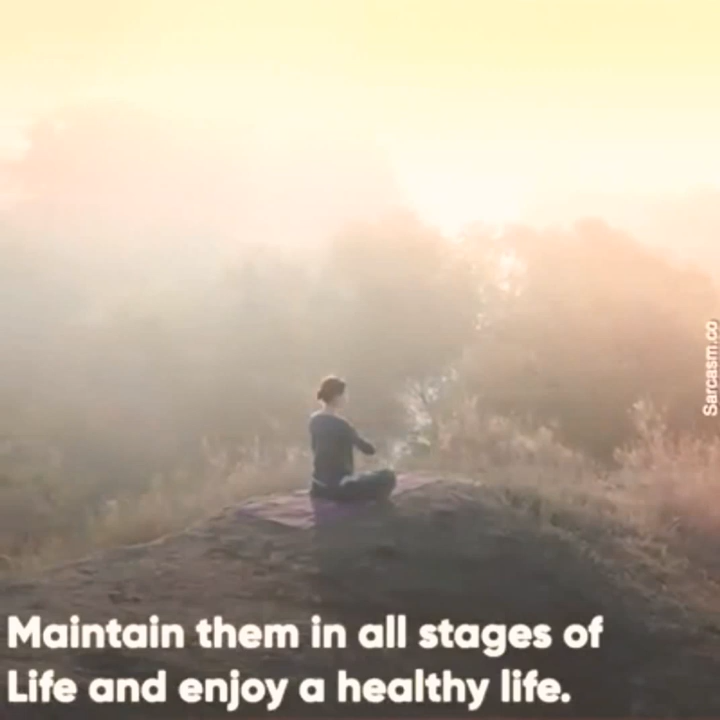 Sarcasm.co
Maintain them in all stages of
Life and enjoy a healthy life.